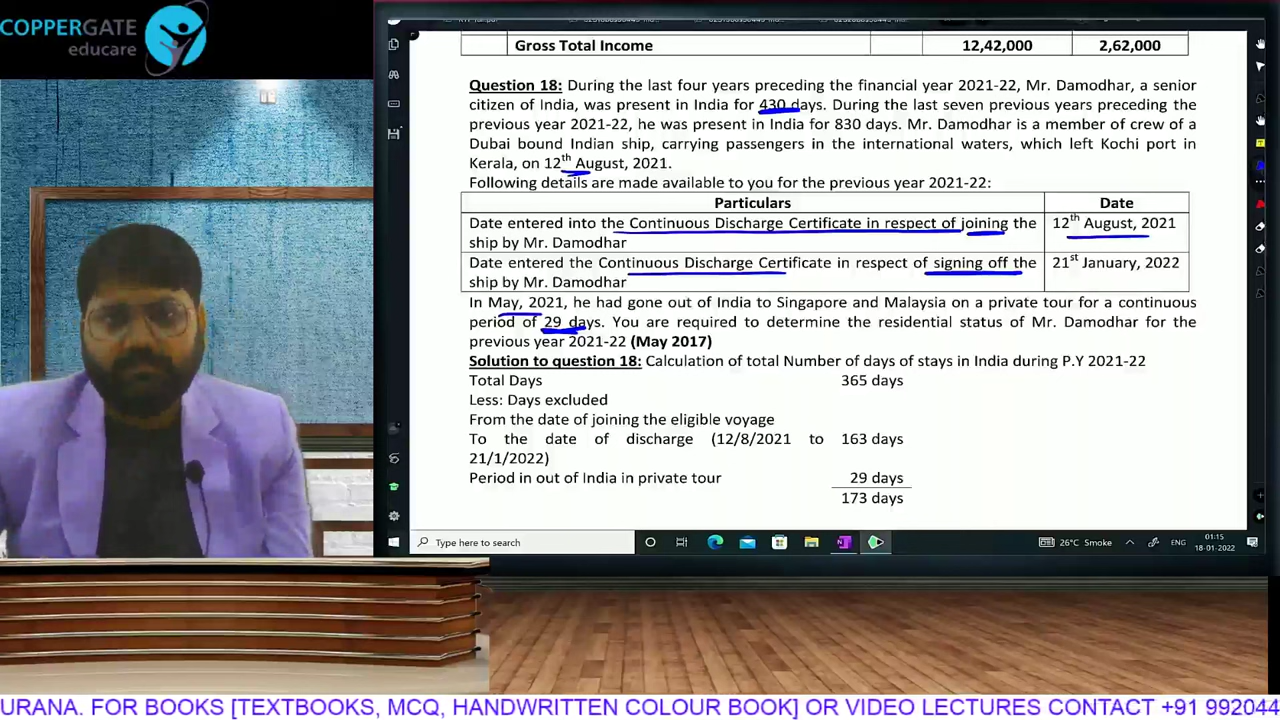 COPPERGATE
educare
Gross Total Income 12,42,000 2,62,000
Question 18: During the last four years preceding the financial year 2021-22, Mr. Damodhar, a senior
citizen of India, was present in India for 430 days. During the last seven previous years preceding the
previous year 2021-22, he was present in India for 830 days. Mr. Damodhar is a member of crew of a
Dubai bound Indian ship, carrying passengers in the international waters, which left Kochi port in
Kerala, on 12th August, 2021.
Following details are made available to you for the previous year 2021-22:
Particulars Date
Date entered into the Continuous Discharge Certificate in respect of joining the 12th August, 2021
ship by Mr. Damodhar
Date entered the Continuous Discharge Certificate in respect of signing off the 21st January, 2022
ship by Mr. Damodhar
In May, 2021, he had gone out of India to Singapore and Malaysia on a private tour for a continuous
period of 29 days. You are required to determine the residential status of Mr. Damodhar for the
previous year 2021-22 (May 2017)
Solution to question 18: Calculation of total Number of days of stays in India during P.Y 2021-22
Total Days 365 days
Less: Days excluded
From the date of joining the eligible voyage
To the date of discharge (12/8/2021 to 163 days
21/1/2022)
Period in out of India in private tour 29 days
173 days
Type here to search 26°C Smoke ENG 01:15
18-01-2022
URANA. FOR BOOKS [TEXTBOOKS, MCQ, HANDWRITTEN COLOUR BOOK] OR VIDEO LECTURES CONTACT +91 992044